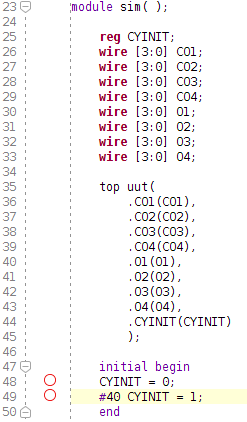 23 module sim( );
24
25 reg CYINIT;
26 wire [3:0] CO1;
27 wire [3:0] CO2;
28 wire [3:0] CO3;
29 wire [3:0] CO4;
30 wire [3:0] O1;
31 wire [3:0] O2;
32 wire [3:0] O3;
33 wire [3:0] O4;
34
35 top uut(
36 .CO1(CO1),
37 .CO2(CO2),
38 .CO3(CO3),
39 .CO4(CO4),
40 .O1(O1),
41 .O2(O2),
42 .O3(O3),
43 .O4(O4),
44 .CYINIT(CYINIT)
45 );
46
47 initial begin
48 CYINIT = 0;
49 #40 CYINIT = 1;
50 end